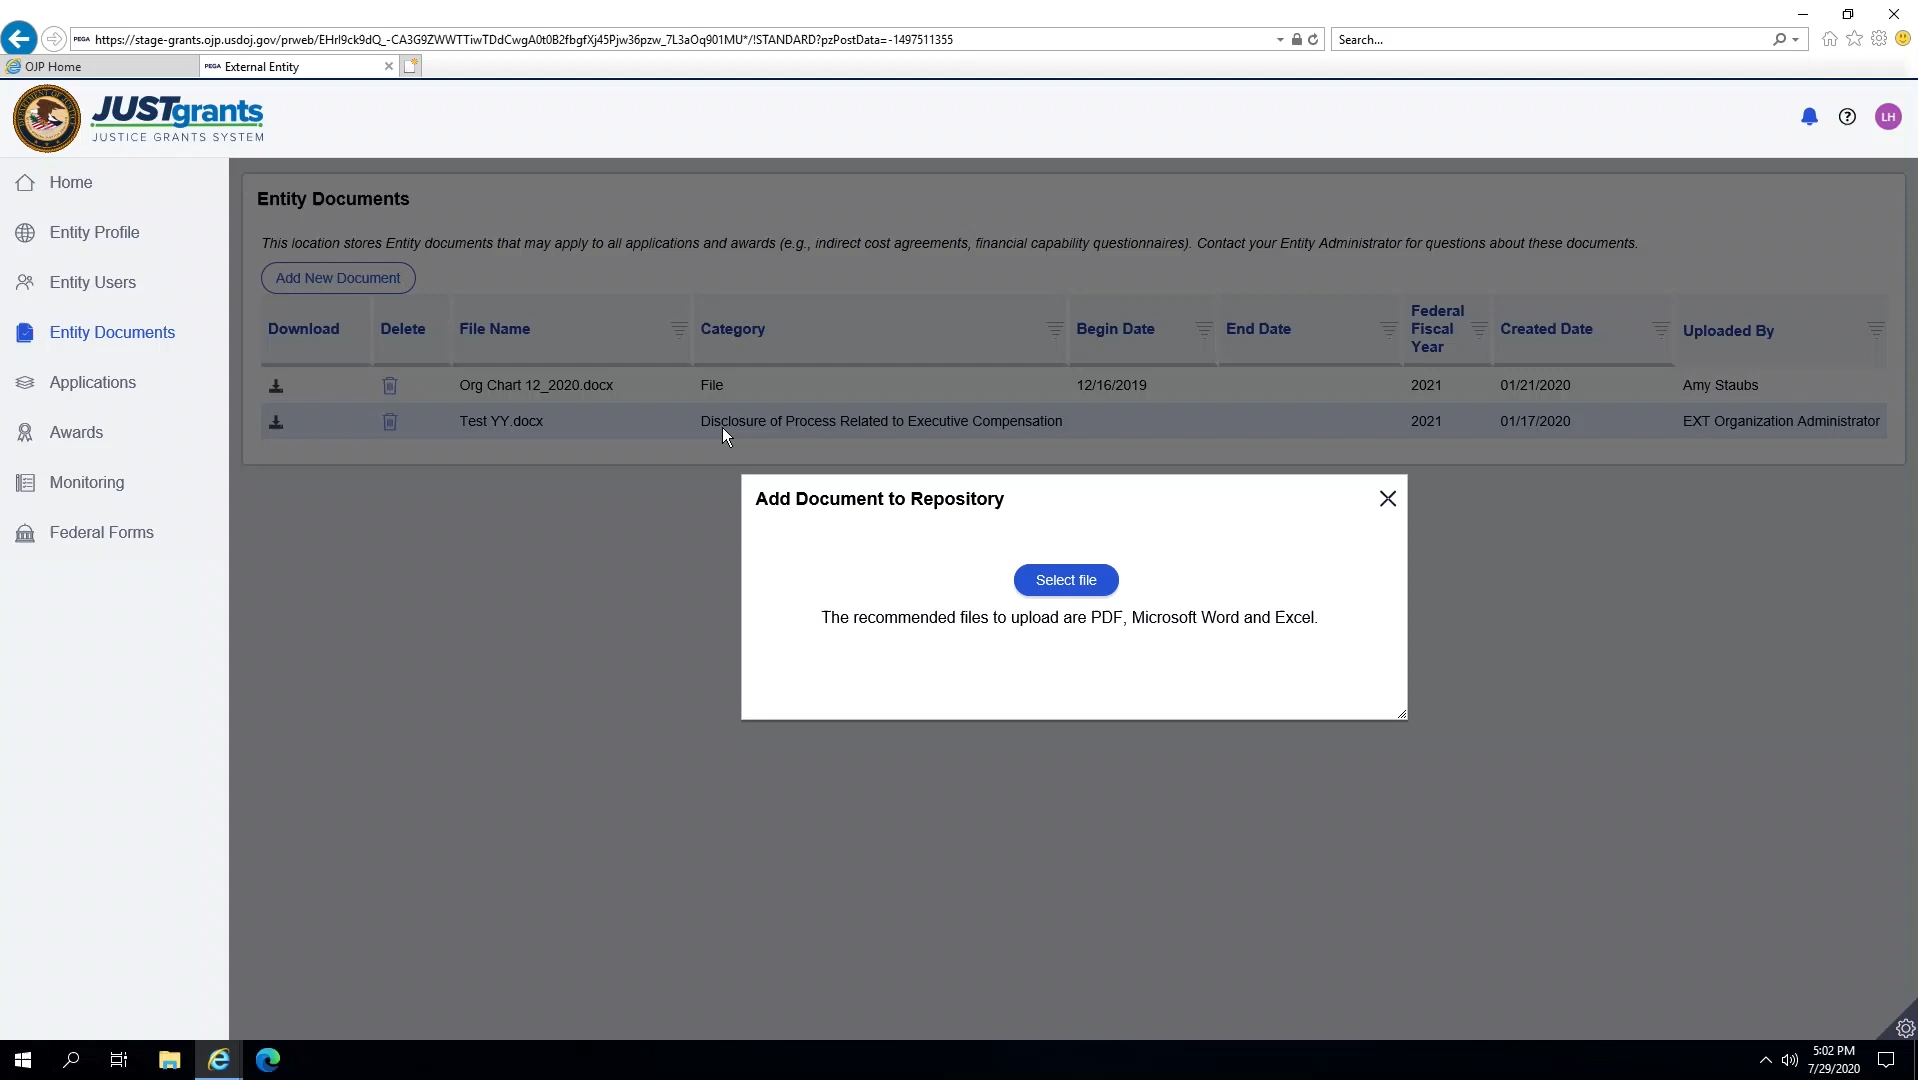 PEGA https://stage-grants.ojp.usdoj.gov/prweb/EHrl9ck9dQ_-CA3G9ZWWTTiwTDdCwgA0t0B2fbgfXj45Pjw36pzw_7L3aOq901MU*/!STANDARD?pzPostData=-1497511355
Search...
OJP Home
PEGA External Entity
JUSTgrants
JUSTICE GRANTS SYSTEM
LH
Home
Entity Profile
Entity Users
Entity Documents
Applications
Awards
Monitoring
Federal Forms
Entity Documents
This location stores Entity documents that may apply to all applications and awards (e.g., indirect cost agreements, financial capability questionnaires). Contact your Entity Administrator for questions about these documents.
Add New Document
Download Delete File Name Category Begin Date End Date Federal Fiscal Year Created Date Uploaded By
Org Chart 12_2020.docx File 12/16/2019 2021 01/21/2020 Amy Staubs
Test YY.docx Disclosure of Process Related to Executive Compensation 2021 01/17/2020 EXT Organization Administrator
Add Document to Repository
Select file
The recommended files to upload are PDF, Microsoft Word and Excel.
5:02 PM
7/29/2020